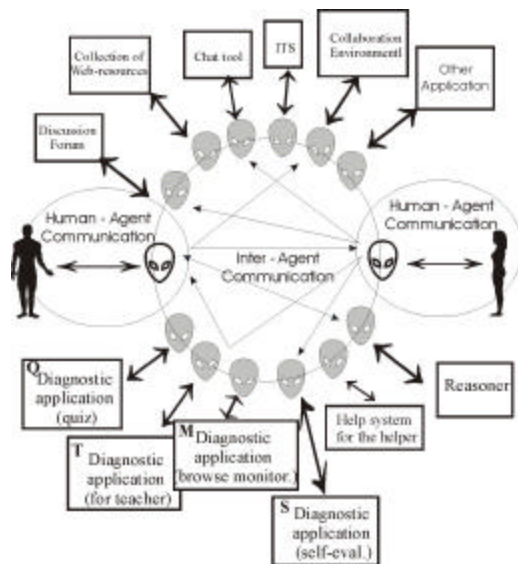 Collection of
Web-resources
Chat tool
ITS
Collaboration
Environmentl
Other
Application
Discussion
Forum
Human - Agent
Communication
Human - Agent
Communication
Inter - Agent
Communication
Q
Diagnostic
application
(quiz)
T
Diagnostic
application
(for teacher)
M
Diagnostic
application
(browse monitor.)
S
Diagnostic
application
(self-eval.)
Help system
for the helper
Reasoner